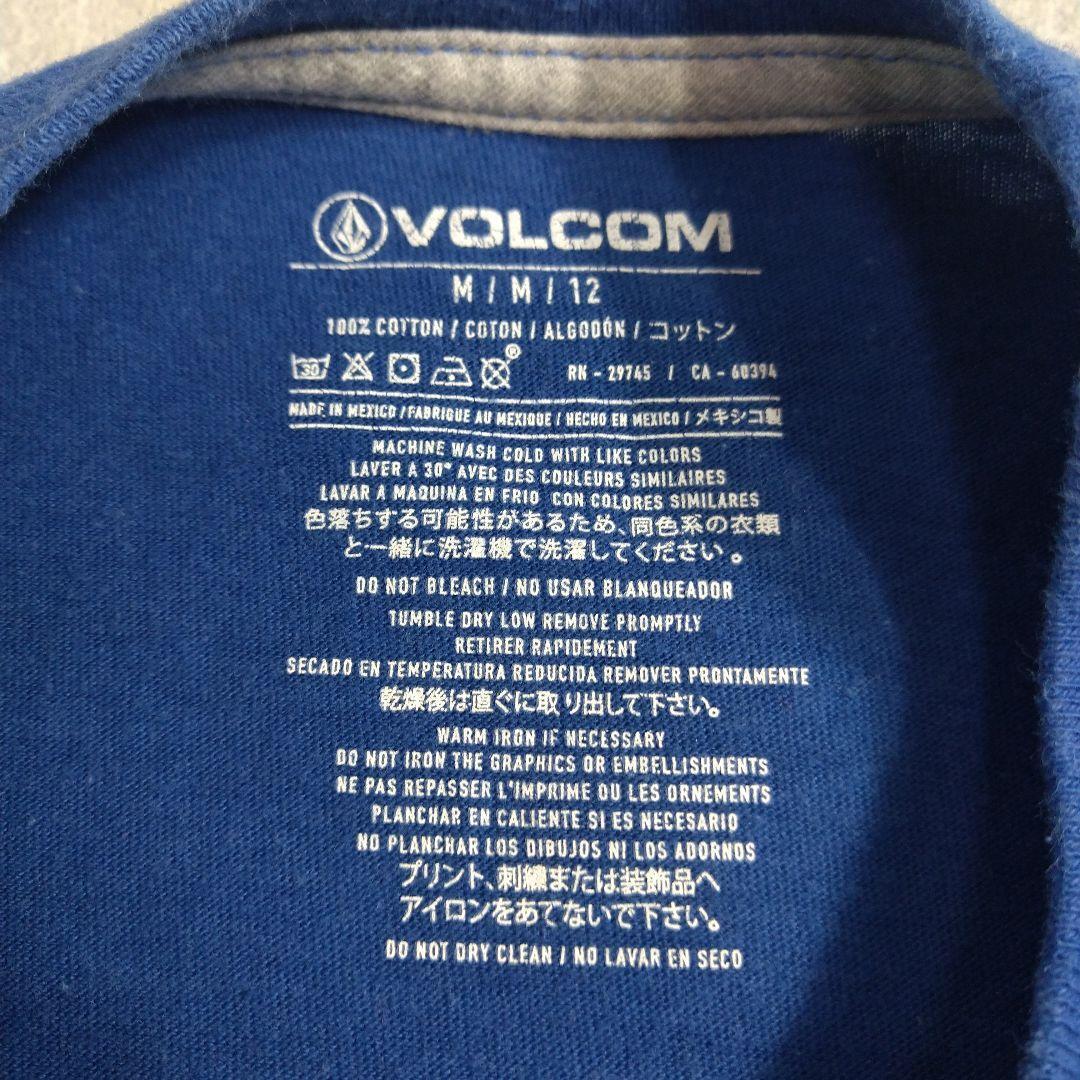 VOLCOM
M / M / 12
100% COTTON / COTON / ALGODÓN / コットン
30 ® RN - 29745 / CA - 60394
MADE IN MEXICO / FABRIQUE AU MEXIQUE / HECHO EN MEXICO / メキシコ製
MACHINE WASH COLD WITH LIKE COLORS
LAVER A 30° AVEC DES COULEURS SIMILAIRES
LAVAR A MAQUINA EN FRIO CON COLORES SIMILARES
色落ちする可能性があるため、同色系の衣類
と一緒に洗濯機で洗濯してください。
DO NOT BLEACH / NO USAR BLANQUEADOR
TUMBLE DRY LOW REMOVE PROMPTLY
RETIRER RAPIDEMENT
SECADO EN TEMPERATURA REDUCIDA REMOVER PRONTAMENTE
乾燥後は直ぐに取り出して下さい。
WARM IRON IF NECESSARY
DO NOT IRON THE GRAPHICS OR EMBELLISHMENTS
NE PAS REPASSER L'IMPRIME OU LES ORNEMENTS
PLANCHAR EN CALIENTE SI ES NECESARIO
NO PLANCHAR LOS DIBUJOS NI LOS ADORNOS
プリント、刺繍または装飾品へ
アイロンをあてないで下さい。
DO NOT DRY CLEAN / NO LAVAR EN SECO